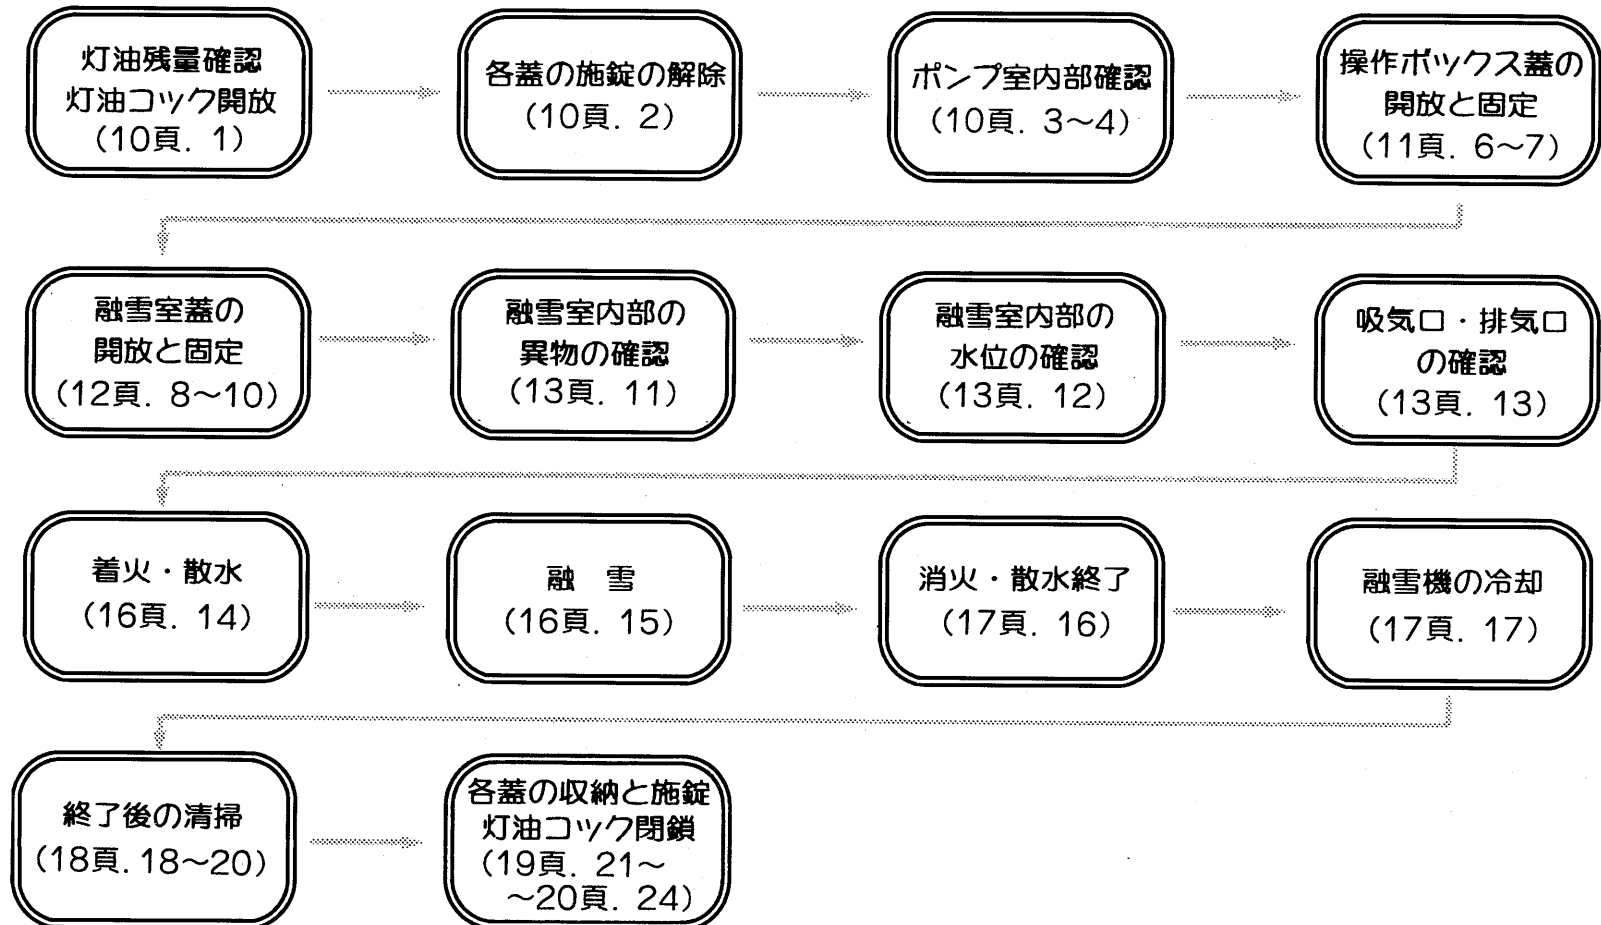 灯油残量確認
灯油コック開放
(10頁. 1)
各蓋の施錠の解除
(10頁. 2)
ポンプ室内部確認
(10頁. 3～4)
操作ボックス蓋の
開放と固定
(11頁. 6～7)
融雪室蓋の
開放と固定
(12頁. 8～10)
融雪室内部の
異物の確認
(13頁. 11)
融雪室内部の
水位の確認
(13頁. 12)
吸気口・排気口
の確認
(13頁. 13)
着火・散水
(16頁. 14)
融　雪
(16頁. 15)
消火・散水終了
(17頁. 16)
融雪機の冷却
(17頁. 17)
終了後の清掃
(18頁. 18～20)
各蓋の収納と施錠
灯油コック閉鎖
(19頁. 21～
～20頁. 24)